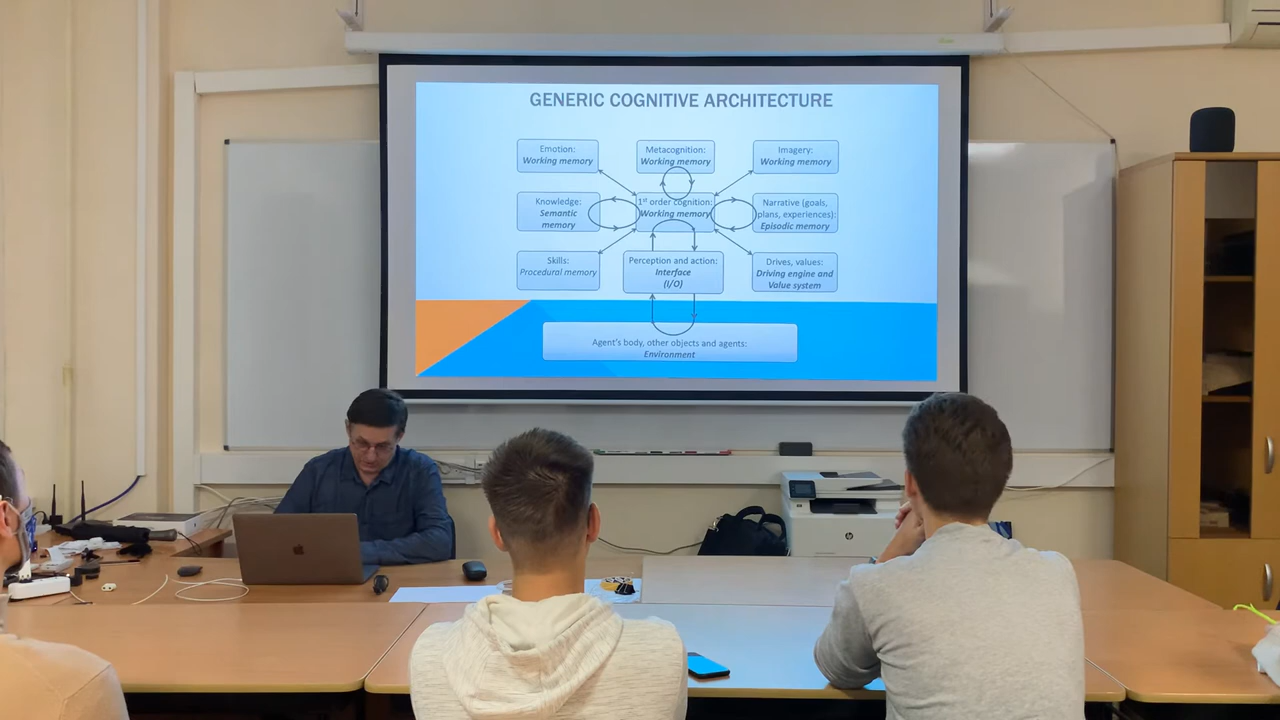 GENERIC COGNITIVE ARCHITECTURE
Emotion:
Working memory
Metacognition:
Working memory
Imagery:
Working memory
Knowledge:
Semantic
memory
1st order cognition:
Working memory
Narrative (goals,
plans, experiences):
Episodic memory
Skills:
Procedural memory
Perception and action:
Interface
(I/O)
Drives, values:
Driving engine and
Value system
Agent's body, other objects and agents:
Environment
hp